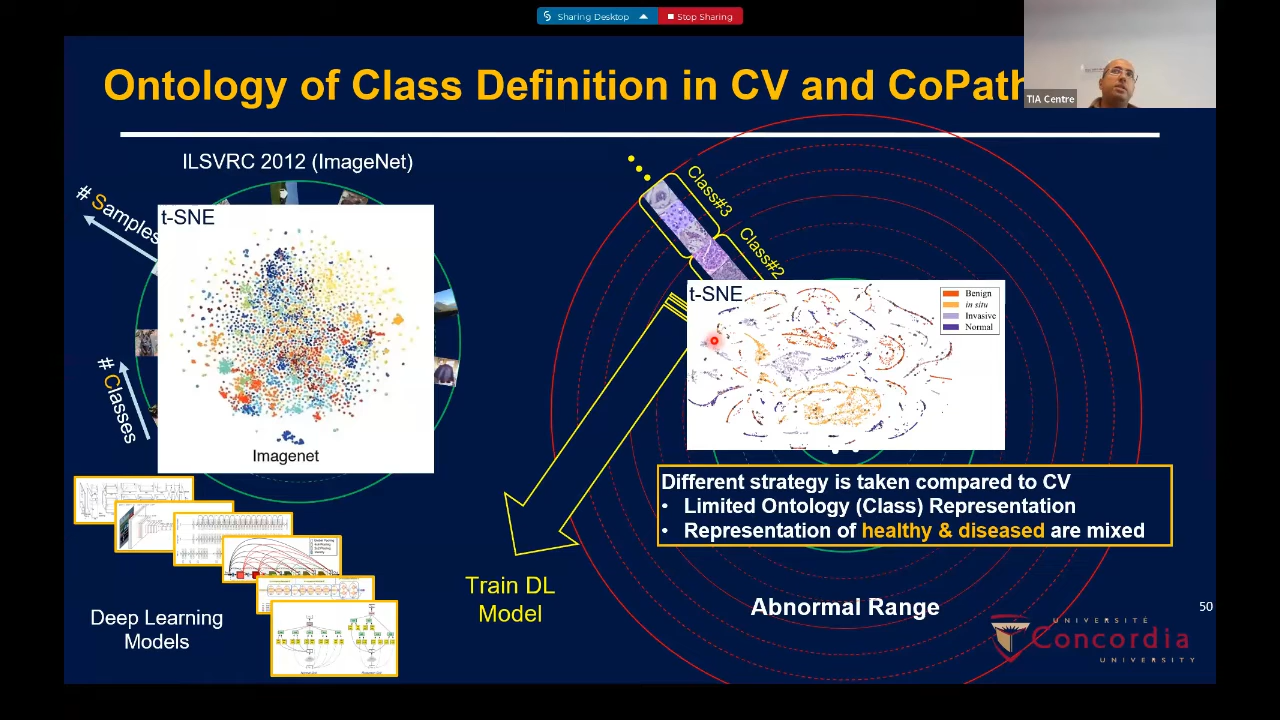 Sharing Desktop
Stop Sharing
Ontology of Class Definition in CV and CoPath
TIA Centre
ILSVRC 2012 (ImageNet)
# Samples
t-SNE
Imagenet
# Classes
Class#3
Class#2
t-SNE
Benign
in situ
Invasive
Normal
Different strategy is taken compared to CV
• Limited Ontology (Class) Representation
• Representation of healthy & diseased are mixed
Train DL
Model
Deep Learning
Models
Abnormal Range
50
UNIVERSITÉ
Concordia
UNIVERSITY